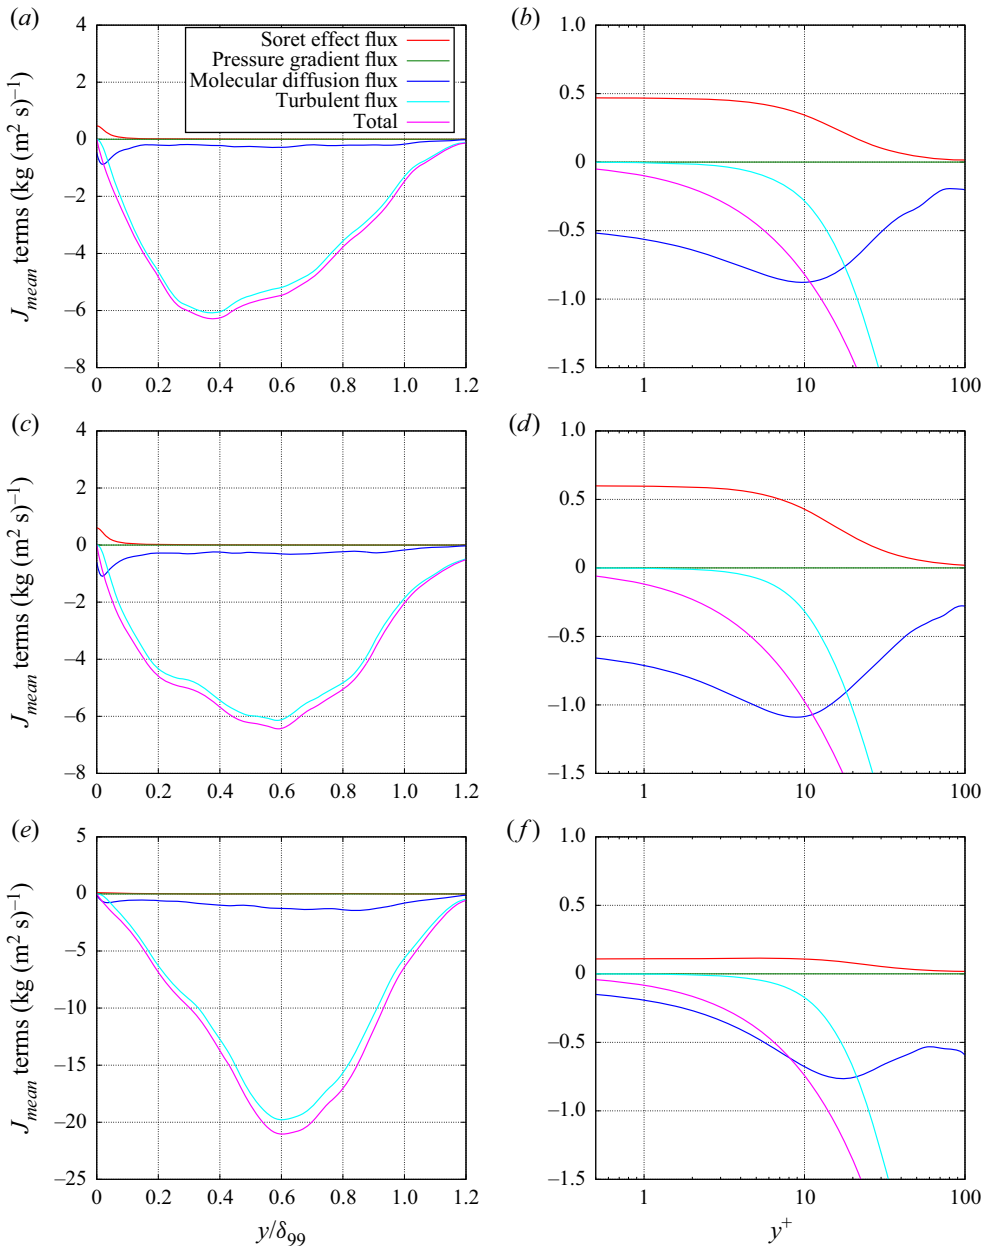 (a)
4
2
0
−2
−4
−6
−8
J_mean terms (kg (m² s)⁻¹)
Soret effect flux
Pressure gradient flux
Molecular diffusion flux
Turbulent flux
Total
0 0.2 0.4 0.6 0.8 1.0 1.2
(b)
1.0
0.5
0
−0.5
−1.0
−1.5
1 10 100
(c)
4
2
0
−2
−4
−6
−8
J_mean terms (kg (m² s)⁻¹)
0 0.2 0.4 0.6 0.8 1.0 1.2
(d)
1.0
0.5
0
−0.5
−1.0
−1.5
1 10 100
(e)
5
0
−5
−10
−15
−20
−25
J_mean terms (kg (m² s)⁻¹)
0 0.2 0.4 0.6 0.8 1.0 1.2
y/δ₉₉
(f)
1.0
0.5
0
−0.5
−1.0
−1.5
1 10 100
y⁺